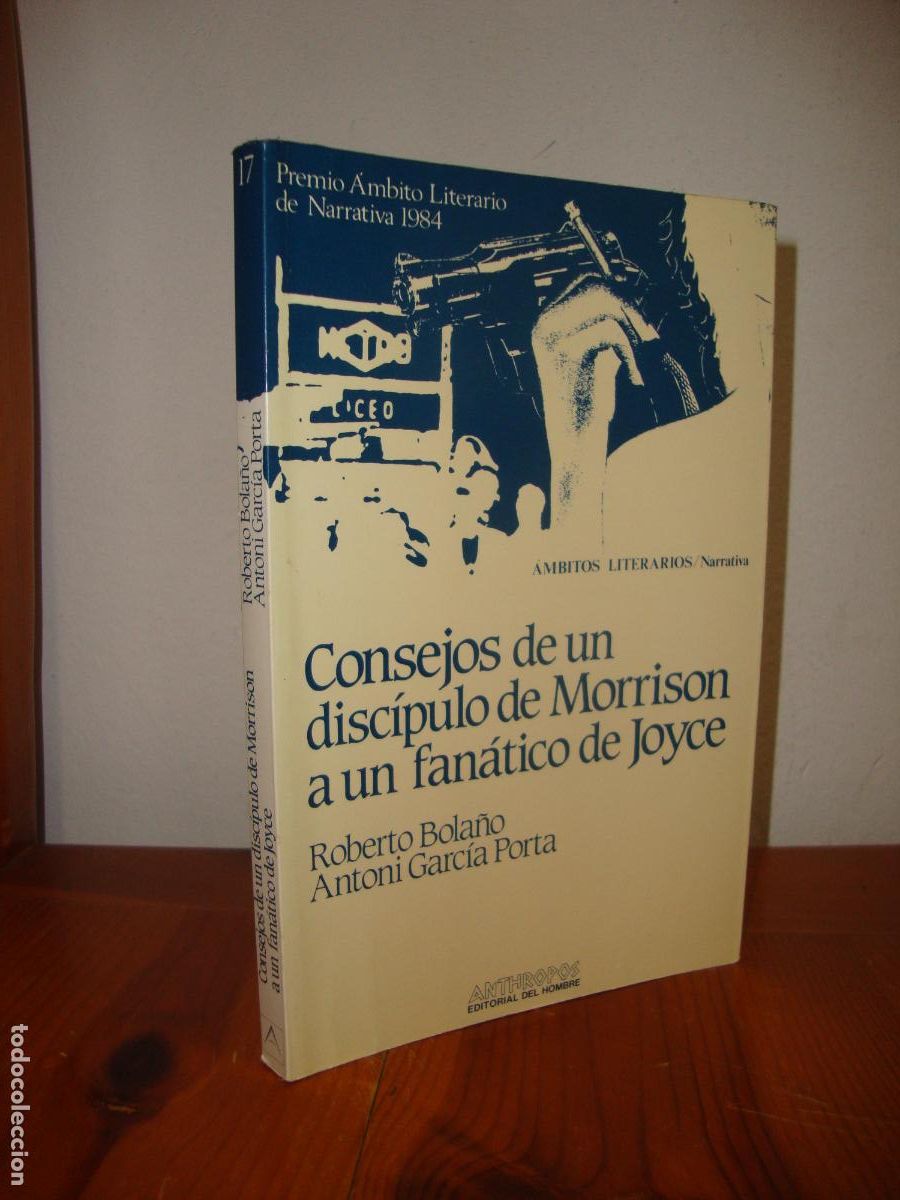 17
Premio Ámbito Literario
de Narrativa 1984
LICEO
ÁMBITOS LITERARIOS/Narrativa
Consejos de un
discípulo de Morrison
a un fanático de Joyce
Roberto Bolaño
Antoni García Porta
ANTHROPOS
EDITORIAL DEL HOMBRE
Roberto Bolaño
Antoni García Porta
Consejos de un discípulo de Morrison
a un fanático de Joyce
A
todocoleccion